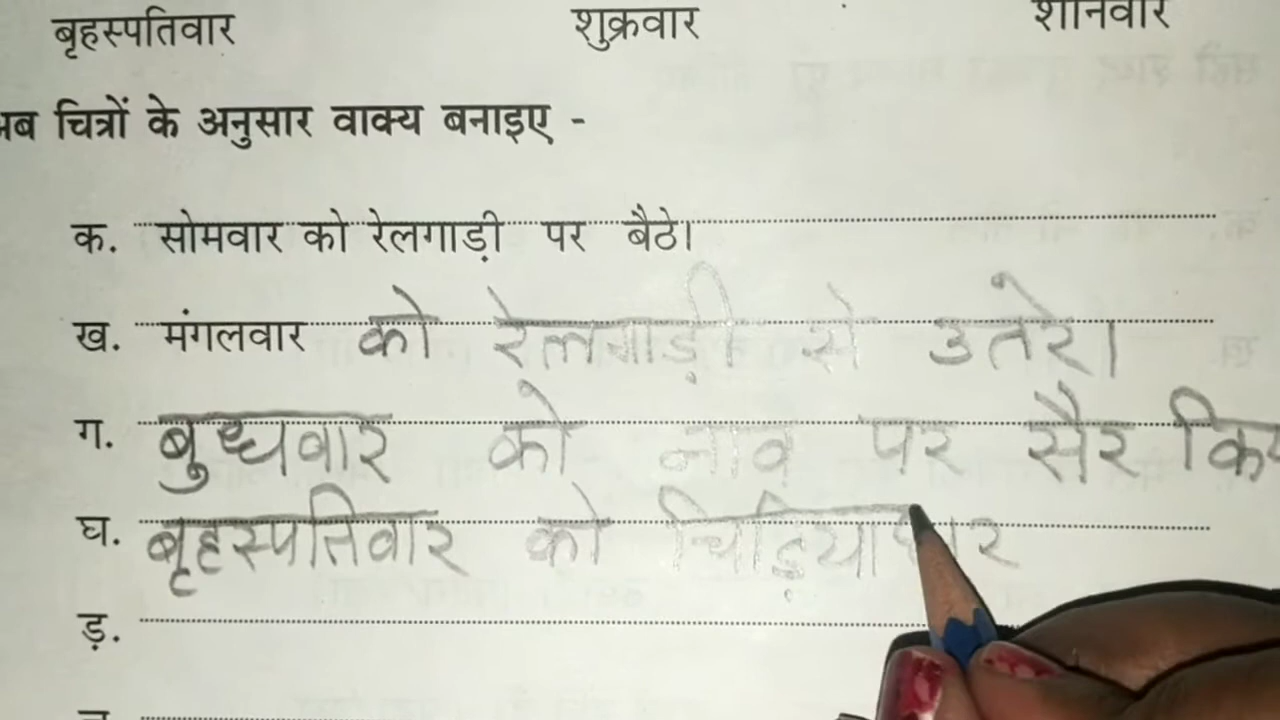 बृहस्पतिवार शुक्रवार शनिवार
अब चित्रों के अनुसार वाक्य बनाइए -
क. सोमवार को रेलगाड़ी पर बैठे।
ख. मंगलवार को रेलगाड़ी से उतरे।
ग. बुधवार को नाव पर सैर कि
घ. बृहस्पतिवार को चिड़ियाघर
ड़.